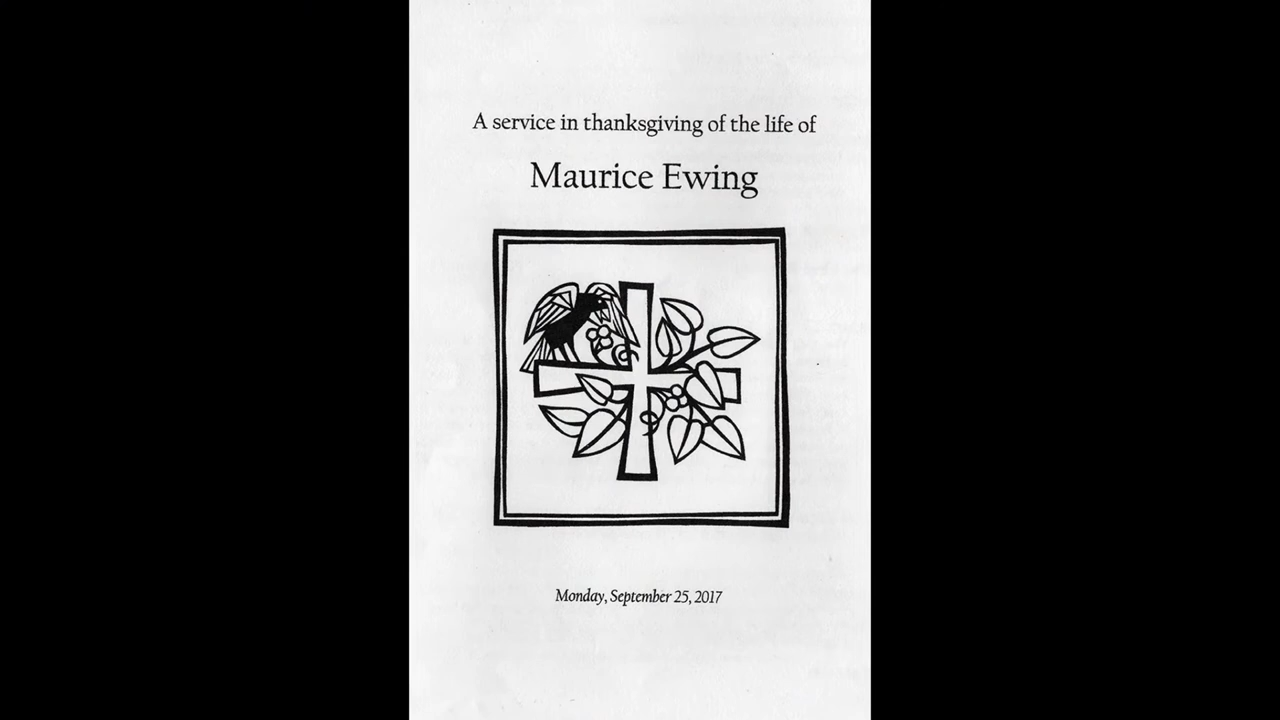 A service in thanksgiving of the life of
Maurice Ewing
Monday, September 25, 2017